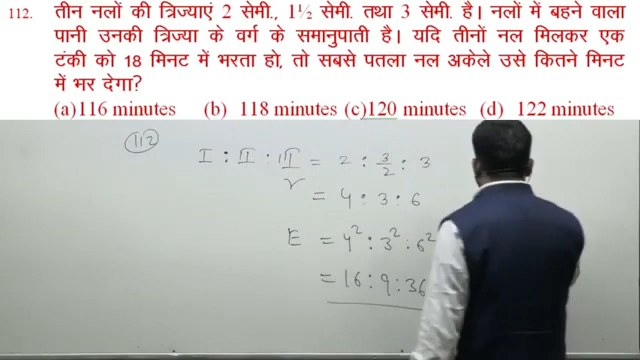 112. तीन नलों की त्रिज्याएं 2 सेमी., 1½ सेमी. तथा 3 सेमी. है। नलों में बहने वाला
पानी उनकी त्रिज्या के वर्ग के समानुपाती है। यदि तीनों नल मिलकर एक
टंकी को 18 मिनट में भरता हो, तो सबसे पतला नल अकेले उसे कितने मिनट
में भर देगा?
(a)116 minutes (b) 118 minutes (c)120 minutes (d) 122 minutes
112
I : II : III = 2 : 3/2 : 3
r
= 4 : 3 : 6
E = 4² : 3² : 6²
= 16 : 9 : 36